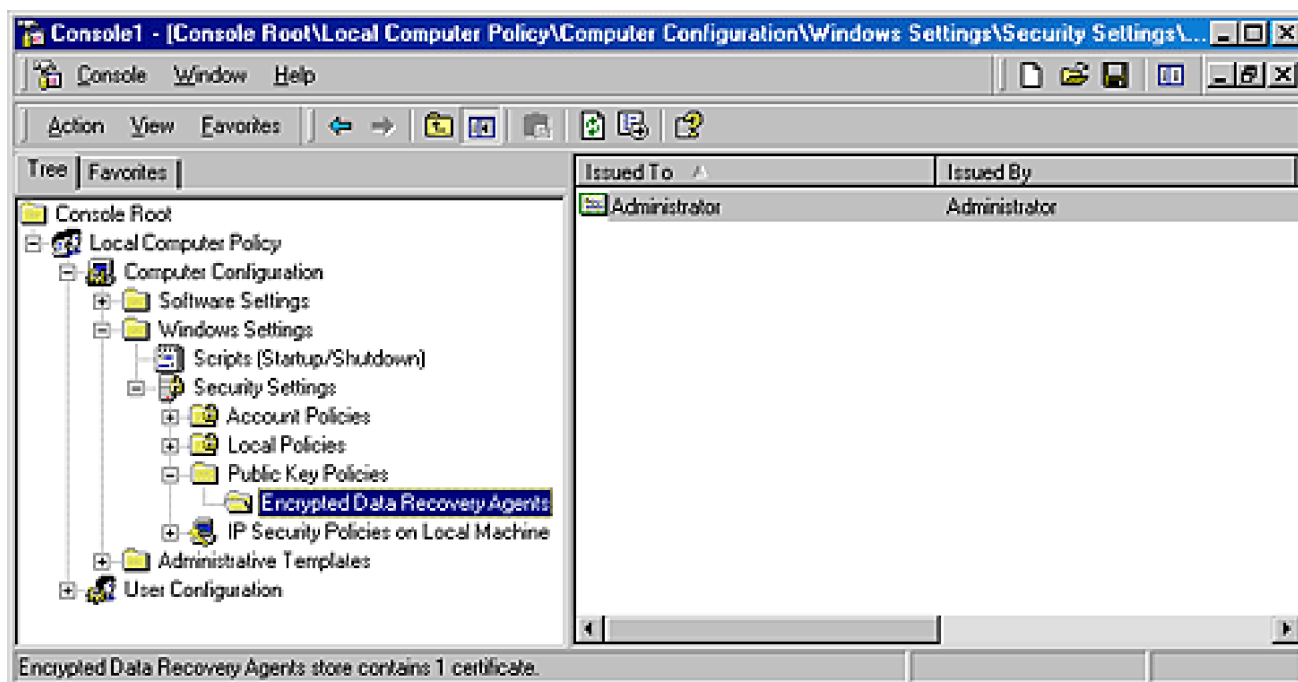 Console1 - [Console Root\Local Computer Policy\Computer Configuration\Windows Settings\Security Settings\...
Console Window Help
Action View Favorites
Tree Favorites
Issued To Issued By
Console Root
Administrator Administrator
Local Computer Policy
Computer Configuration
Software Settings
Windows Settings
Scripts (Startup/Shutdown)
Security Settings
Account Policies
Local Policies
Public Key Policies
Encrypted Data Recovery Agents
IP Security Policies on Local Machine
Administrative Templates
User Configuration
Encrypted Data Recovery Agents store contains 1 certificate.